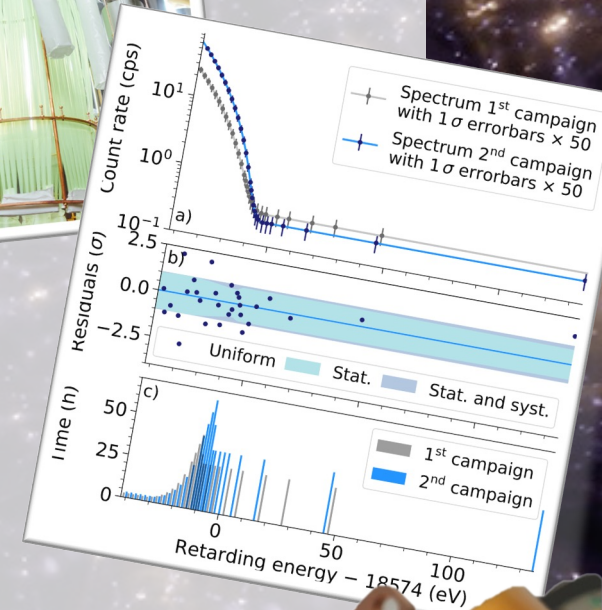 Count rate (cps)
10¹
10⁰
10⁻¹
a)
Spectrum 1ˢᵗ campaign
with 1 σ errorbars × 50
Spectrum 2ⁿᵈ campaign
with 1 σ errorbars × 50
Residuals (σ)
2.5
0.0
−2.5
b)
Uniform
Stat.
Stat. and syst.
Time (h)
50
25
0
c)
1ˢᵗ campaign
2ⁿᵈ campaign
0
50
100
Retarding energy − 18574 (eV)